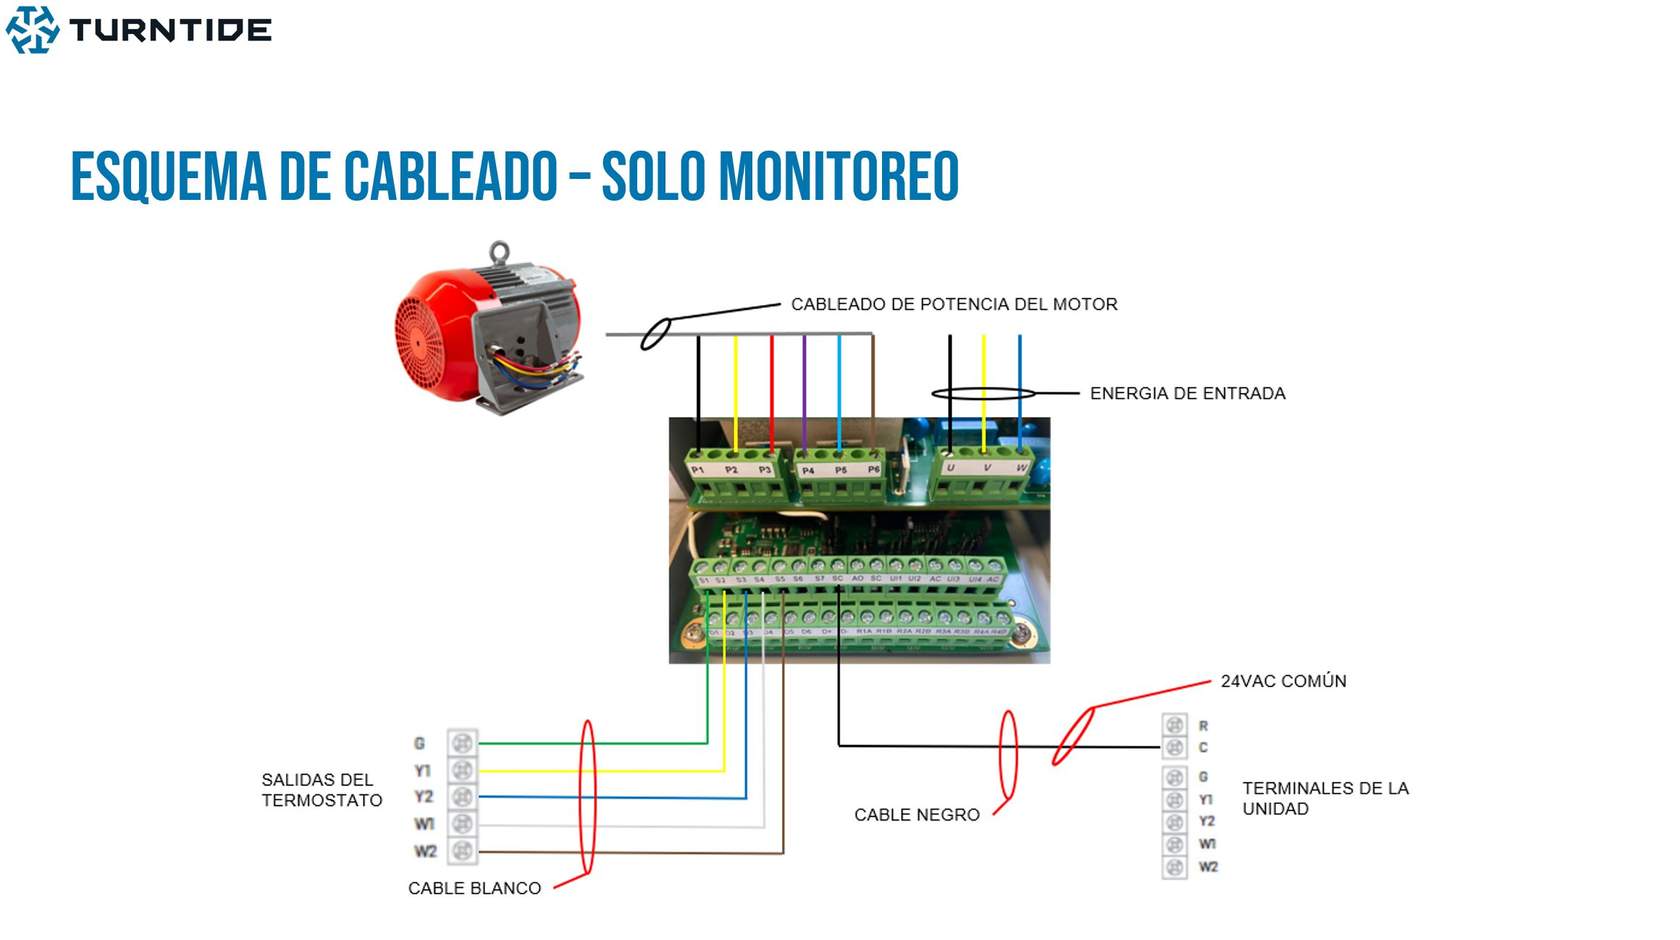 TURNTIDE
ESQUEMA DE CABLEADO – SOLO MONITOREO
CABLEADO DE POTENCIA DEL MOTOR
ENERGIA DE ENTRADA
P1 P2 P3 P4 P5 P6 U V W
S1 S2 S3 S4 S5 S6 S7 SC AO SC UI1 UI2 AC UI3 UI4 AC
D1 D2 D3 D4 D5 D6 D+ D- R1A R1B R2A R2B R3A R3B R4A R4B
24VAC COMÚN
R
C
G
Y1
Y2
W1
W2
TERMINALES DE LA
UNIDAD
CABLE NEGRO
SALIDAS DEL
TERMOSTATO
G
Y1
Y2
W1
W2
CABLE BLANCO